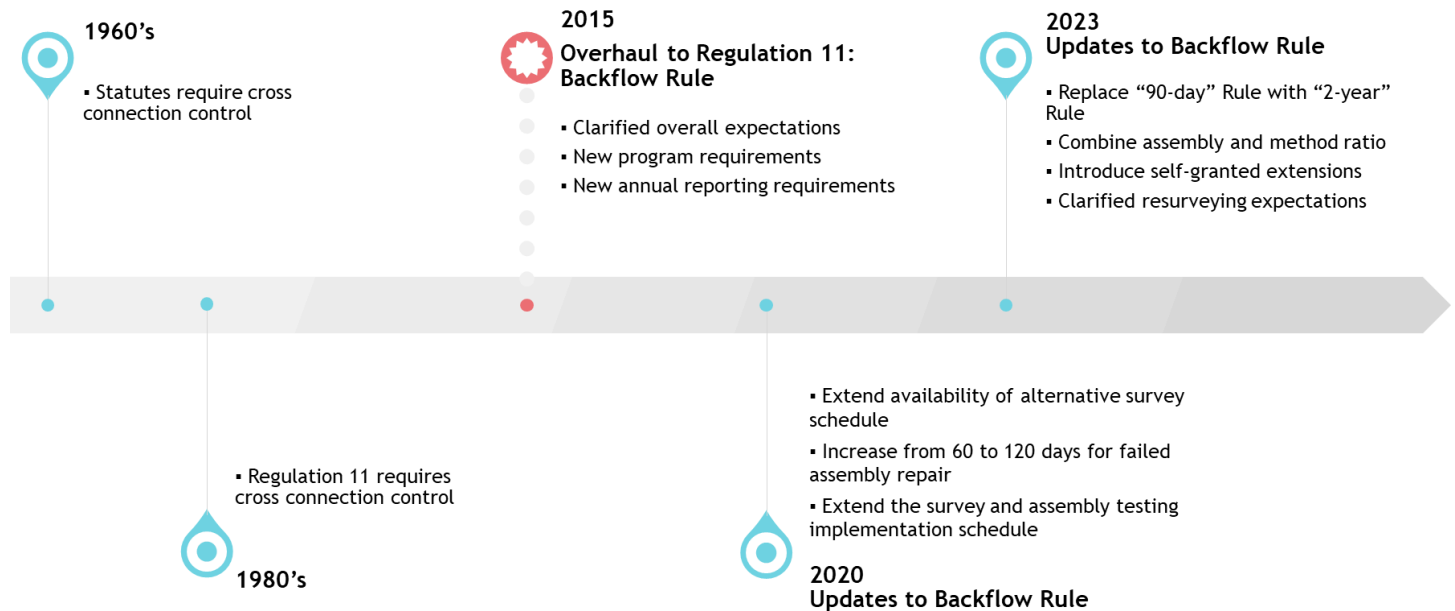 1960’s
▪ Statutes require cross
connection control
▪ Regulation 11 requires
cross connection control
1980’s
2015
Overhaul to Regulation 11:
Backflow Rule
▪ Clarified overall expectations
▪ New program requirements
▪ New annual reporting requirements
▪ Extend availability of alternative survey
schedule
▪ Increase from 60 to 120 days for failed
assembly repair
▪ Extend the survey and assembly testing
implementation schedule
2020
Updates to Backflow Rule
2023
Updates to Backflow Rule
▪ Replace “90-day” Rule with “2-year”
Rule
▪ Combine assembly and method ratio
▪ Introduce self-granted extensions
▪ Clarified resurveying expectations